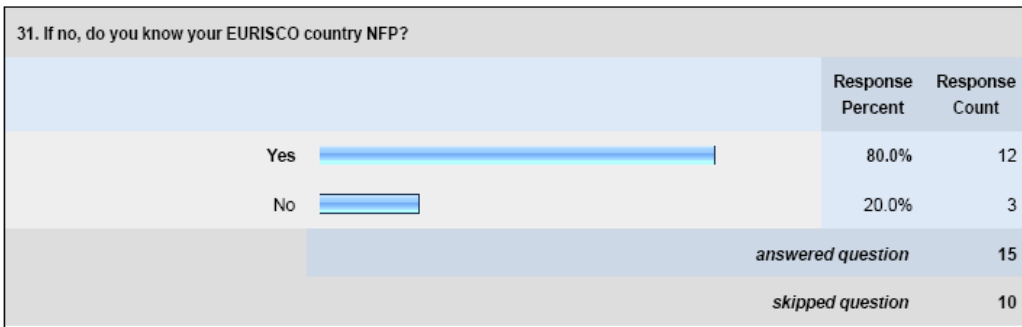 31. If no, do you know your EURISCO country NFP?
Response Percent Response Count
Yes 80.0% 12
No 20.0% 3
answered question 15
skipped question 10